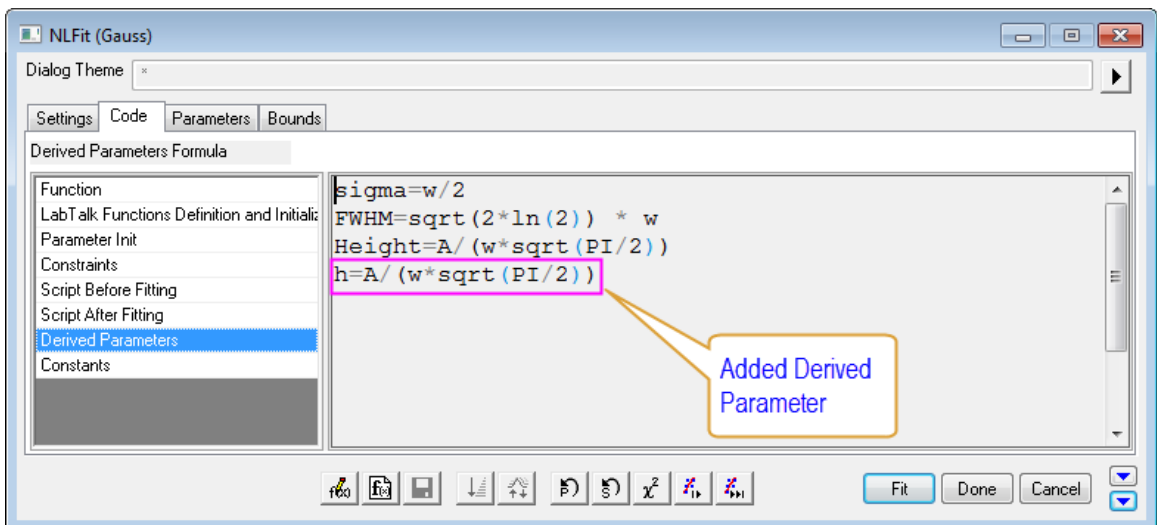 NLFit (Gauss)
Dialog Theme *
Settings Code Parameters Bounds
Derived Parameters Formula
Function
LabTalk Functions Definition and Initializ
Parameter Init
Constraints
Script Before Fitting
Script After Fitting
Derived Parameters
Constants
sigma=w/2
FWHM=sqrt(2*ln(2)) * w
Height=A/(w*sqrt(PI/2))
h=A/(w*sqrt(PI/2))
Added Derived
Parameter
f(x) P S χ²
Fit Done Cancel